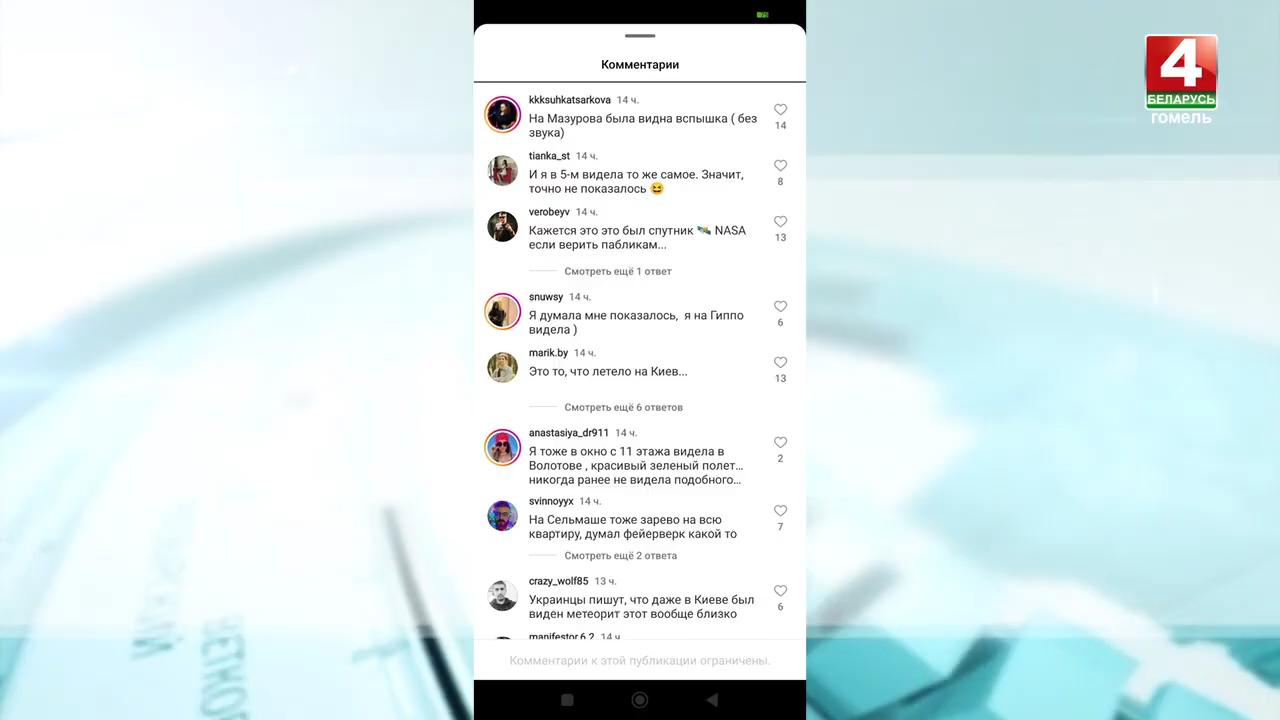 4
БЕЛАРУСЬ
гомель
Комментарии
kkksuhkatsarkova 14 ч.
На Мазурова была видна вспышка ( без
звука)
14
tianka_st 14 ч.
И я в 5-м видела то же самое. Значит,
точно не показалось 😆
8
verobeyv 14 ч.
Кажется это это был спутник 🛰 NASA
если верить пабликам...
13
Смотреть ещё 1 ответ
snuwsy 14 ч.
Я думала мне показалось, я на Гиппо
видела )
6
marik.by 14 ч.
Это то, что летело на Киев...
13
Смотреть ещё 6 ответов
anastasiya_dr911 14 ч.
Я тоже в окно с 11 этажа видела в
Волотове , красивый зеленый полет...
никогда ранее не видела подобного...
2
svinnoyyx 14 ч.
На Сельмаше тоже зарево на всю
квартиру, думал фейерверк какой то
7
Смотреть ещё 2 ответа
crazy_wolf85 13 ч.
Украинцы пишут, что даже в Киеве был
виден метеорит этот вообще близко
6
manifestor.6.2 14 ч.
Комментарии к этой публикации ограничены.